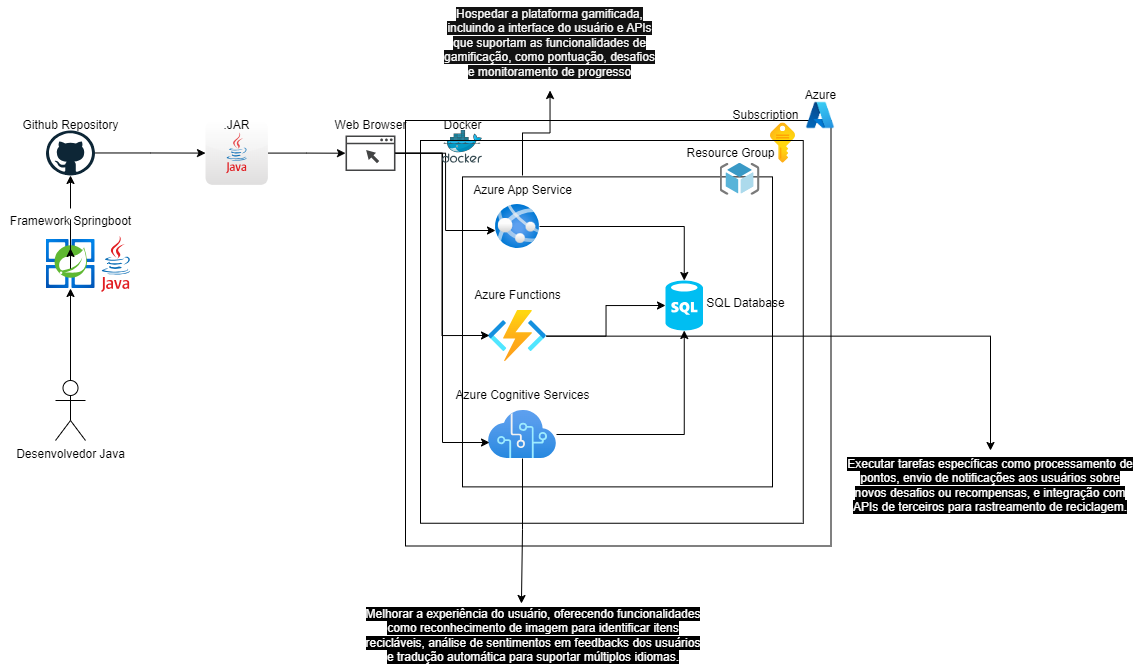 Hospedar a plataforma gamificada,
incluindo a interface do usuário e APIs
que suportam as funcionalidades de
gamificação, como pontuação, desafios
e monitoramento de progresso
Azure
Subscription
Github Repository
.JAR
Java
Web Browser
Docker
docker
Resource Group
Azure App Service
Framework Springboot
Java
Azure Functions
SQL
SQL Database
Azure Cognitive Services
Desenvolvedor Java
Executar tarefas específicas como processamento de
pontos, envio de notificações aos usuários sobre
novos desafios ou recompensas, e integração com
APIs de terceiros para rastreamento de reciclagem.
Melhorar a experiência do usuário, oferecendo funcionalidades
como reconhecimento de imagem para identificar itens
recicláveis, análise de sentimentos em feedbacks dos usuários
e tradução automática para suportar múltiplos idiomas.